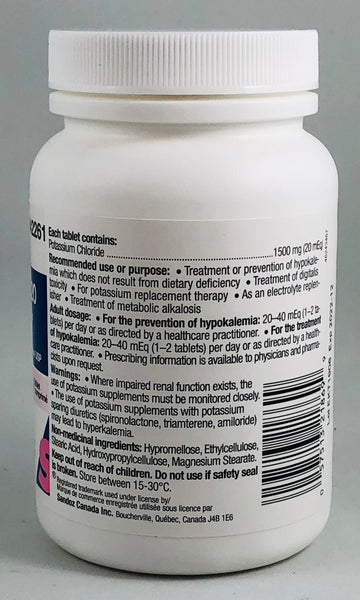 2261
Each tablet contains:
Potassium Chloride ........................................ 1500 mg (20 mEq)
Recommended use or purpose: • Treatment or prevention of hypokale-
mia which does not result from dietary deficiency • Treatment of digitalis
toxicity • For potassium replacement therapy • As an electrolyte replen-
isher • Treatment of metabolic alkalosis
Adult dosage: • For the prevention of hypokalemia: 20–40 mEq (1–2 tab-
lets) per day or as directed by a healthcare practitioner. • For the treatment
of hypokalemia: 20–40 mEq (1–2 tablets) per day or as directed by a health-
care practitioner. • Prescribing information is available to physicians and pharma-
cists upon request.
Warnings: • Where impaired renal function exists, the
use of potassium supplements must be monitored closely.
• The use of potassium supplements with potassium
sparing diuretics (spironolactone, triamterene, amiloride)
may lead to hyperkalemia.
Non-medicinal ingredients: Hypromellose, Ethylcellulose,
Stearic Acid, Hydroxypropylcellulose, Magnesium Stearate.
Keep out of reach of children. Do not use if safety seal
is broken. Store between 15-30°C.
Registered trademark used under license by/
Marque de commerce enregistrée utilisée sous licence par
Sandoz Canada Inc. Boucherville, Québec, Canada J4B 1E6
20
USP